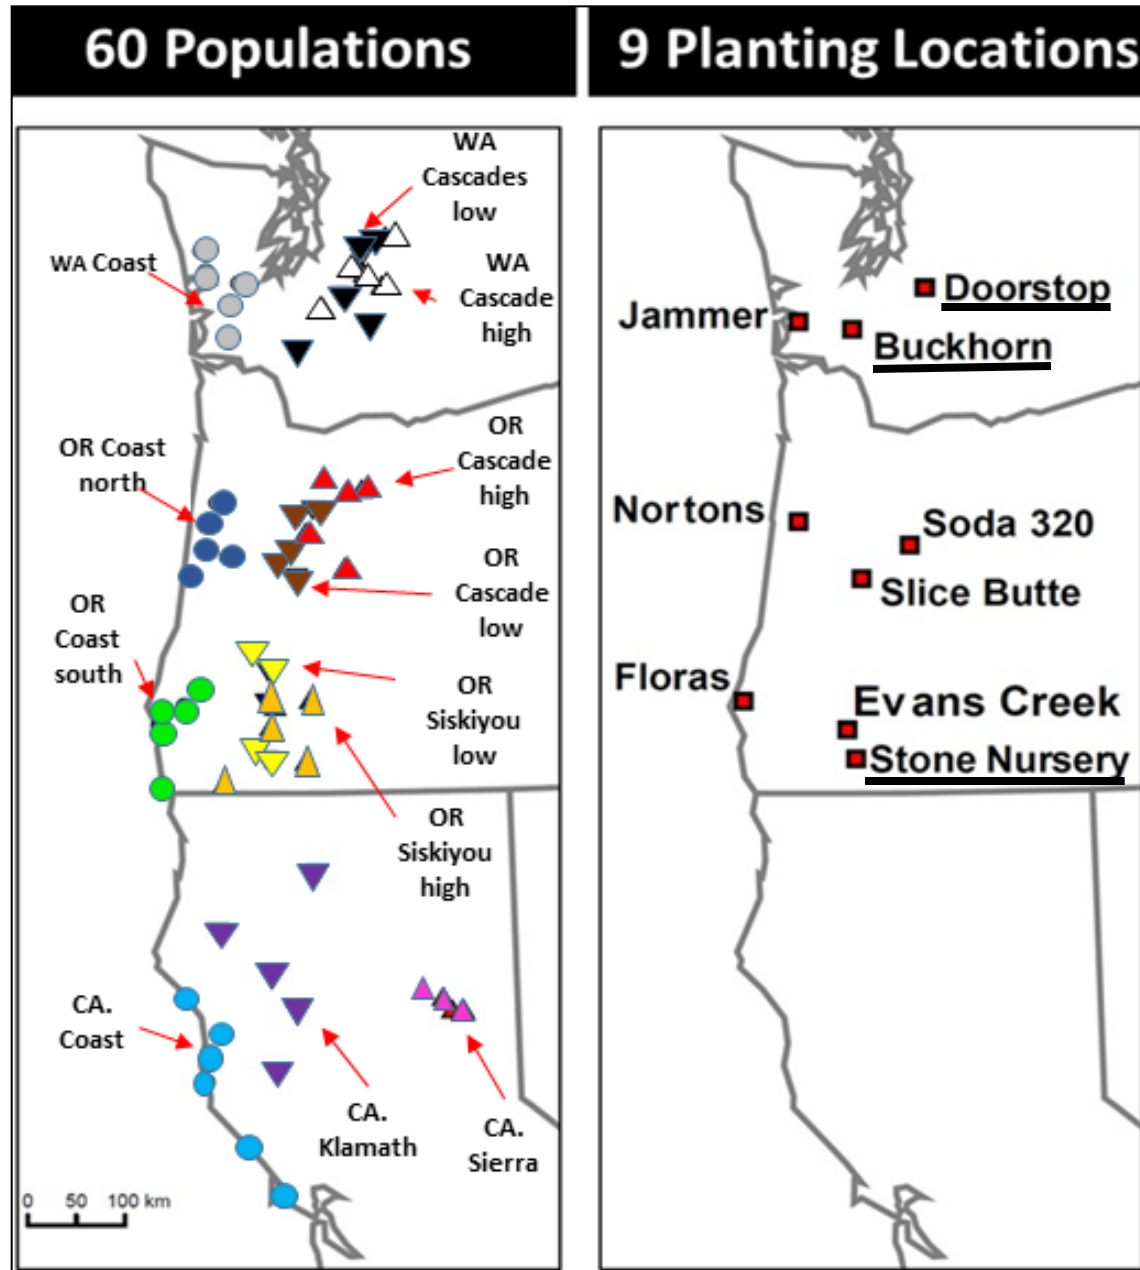 60 Populations
9 Planting Locations
WA
Cascades
low
WA Coast
WA
Cascade
high
OR Coast
north
OR
Cascade
high
OR
Coast
south
OR
Cascade
low
OR
Siskiyou
low
OR
Siskiyou
high
CA.
Coast
CA.
Klamath
CA.
Sierra
0 50 100 km
Doorstop
Jammer
Buckhorn
Nortons
Soda 320
Slice Butte
Floras
Evans Creek
Stone Nursery